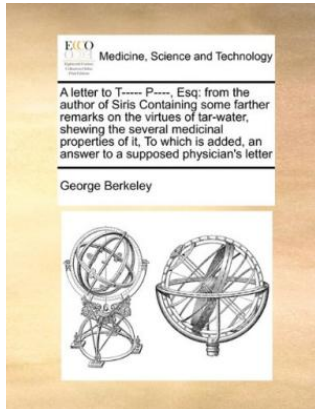 ECCO
Medicine, Science and Technology
A letter to T----- P----, Esq: from the
author of Siris Containing some farther
remarks on the virtues of tar-water,
shewing the several medicinal
properties of it, To which is added, an
answer to a supposed physician's letter
George Berkeley